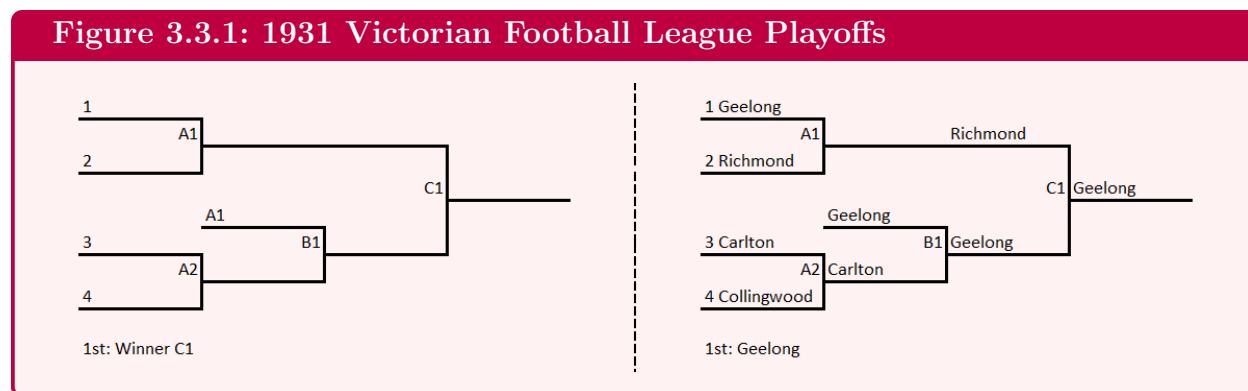 Figure 3.3.1: 1931 Victorian Football League Playoffs
1
A1
2
C1
A1
3
B1
A2
4
1st: Winner C1
1 Geelong
A1
Richmond
2 Richmond
C1 Geelong
Geelong
3 Carlton
B1 Geelong
A2 Carlton
4 Collingwood
1st: Geelong